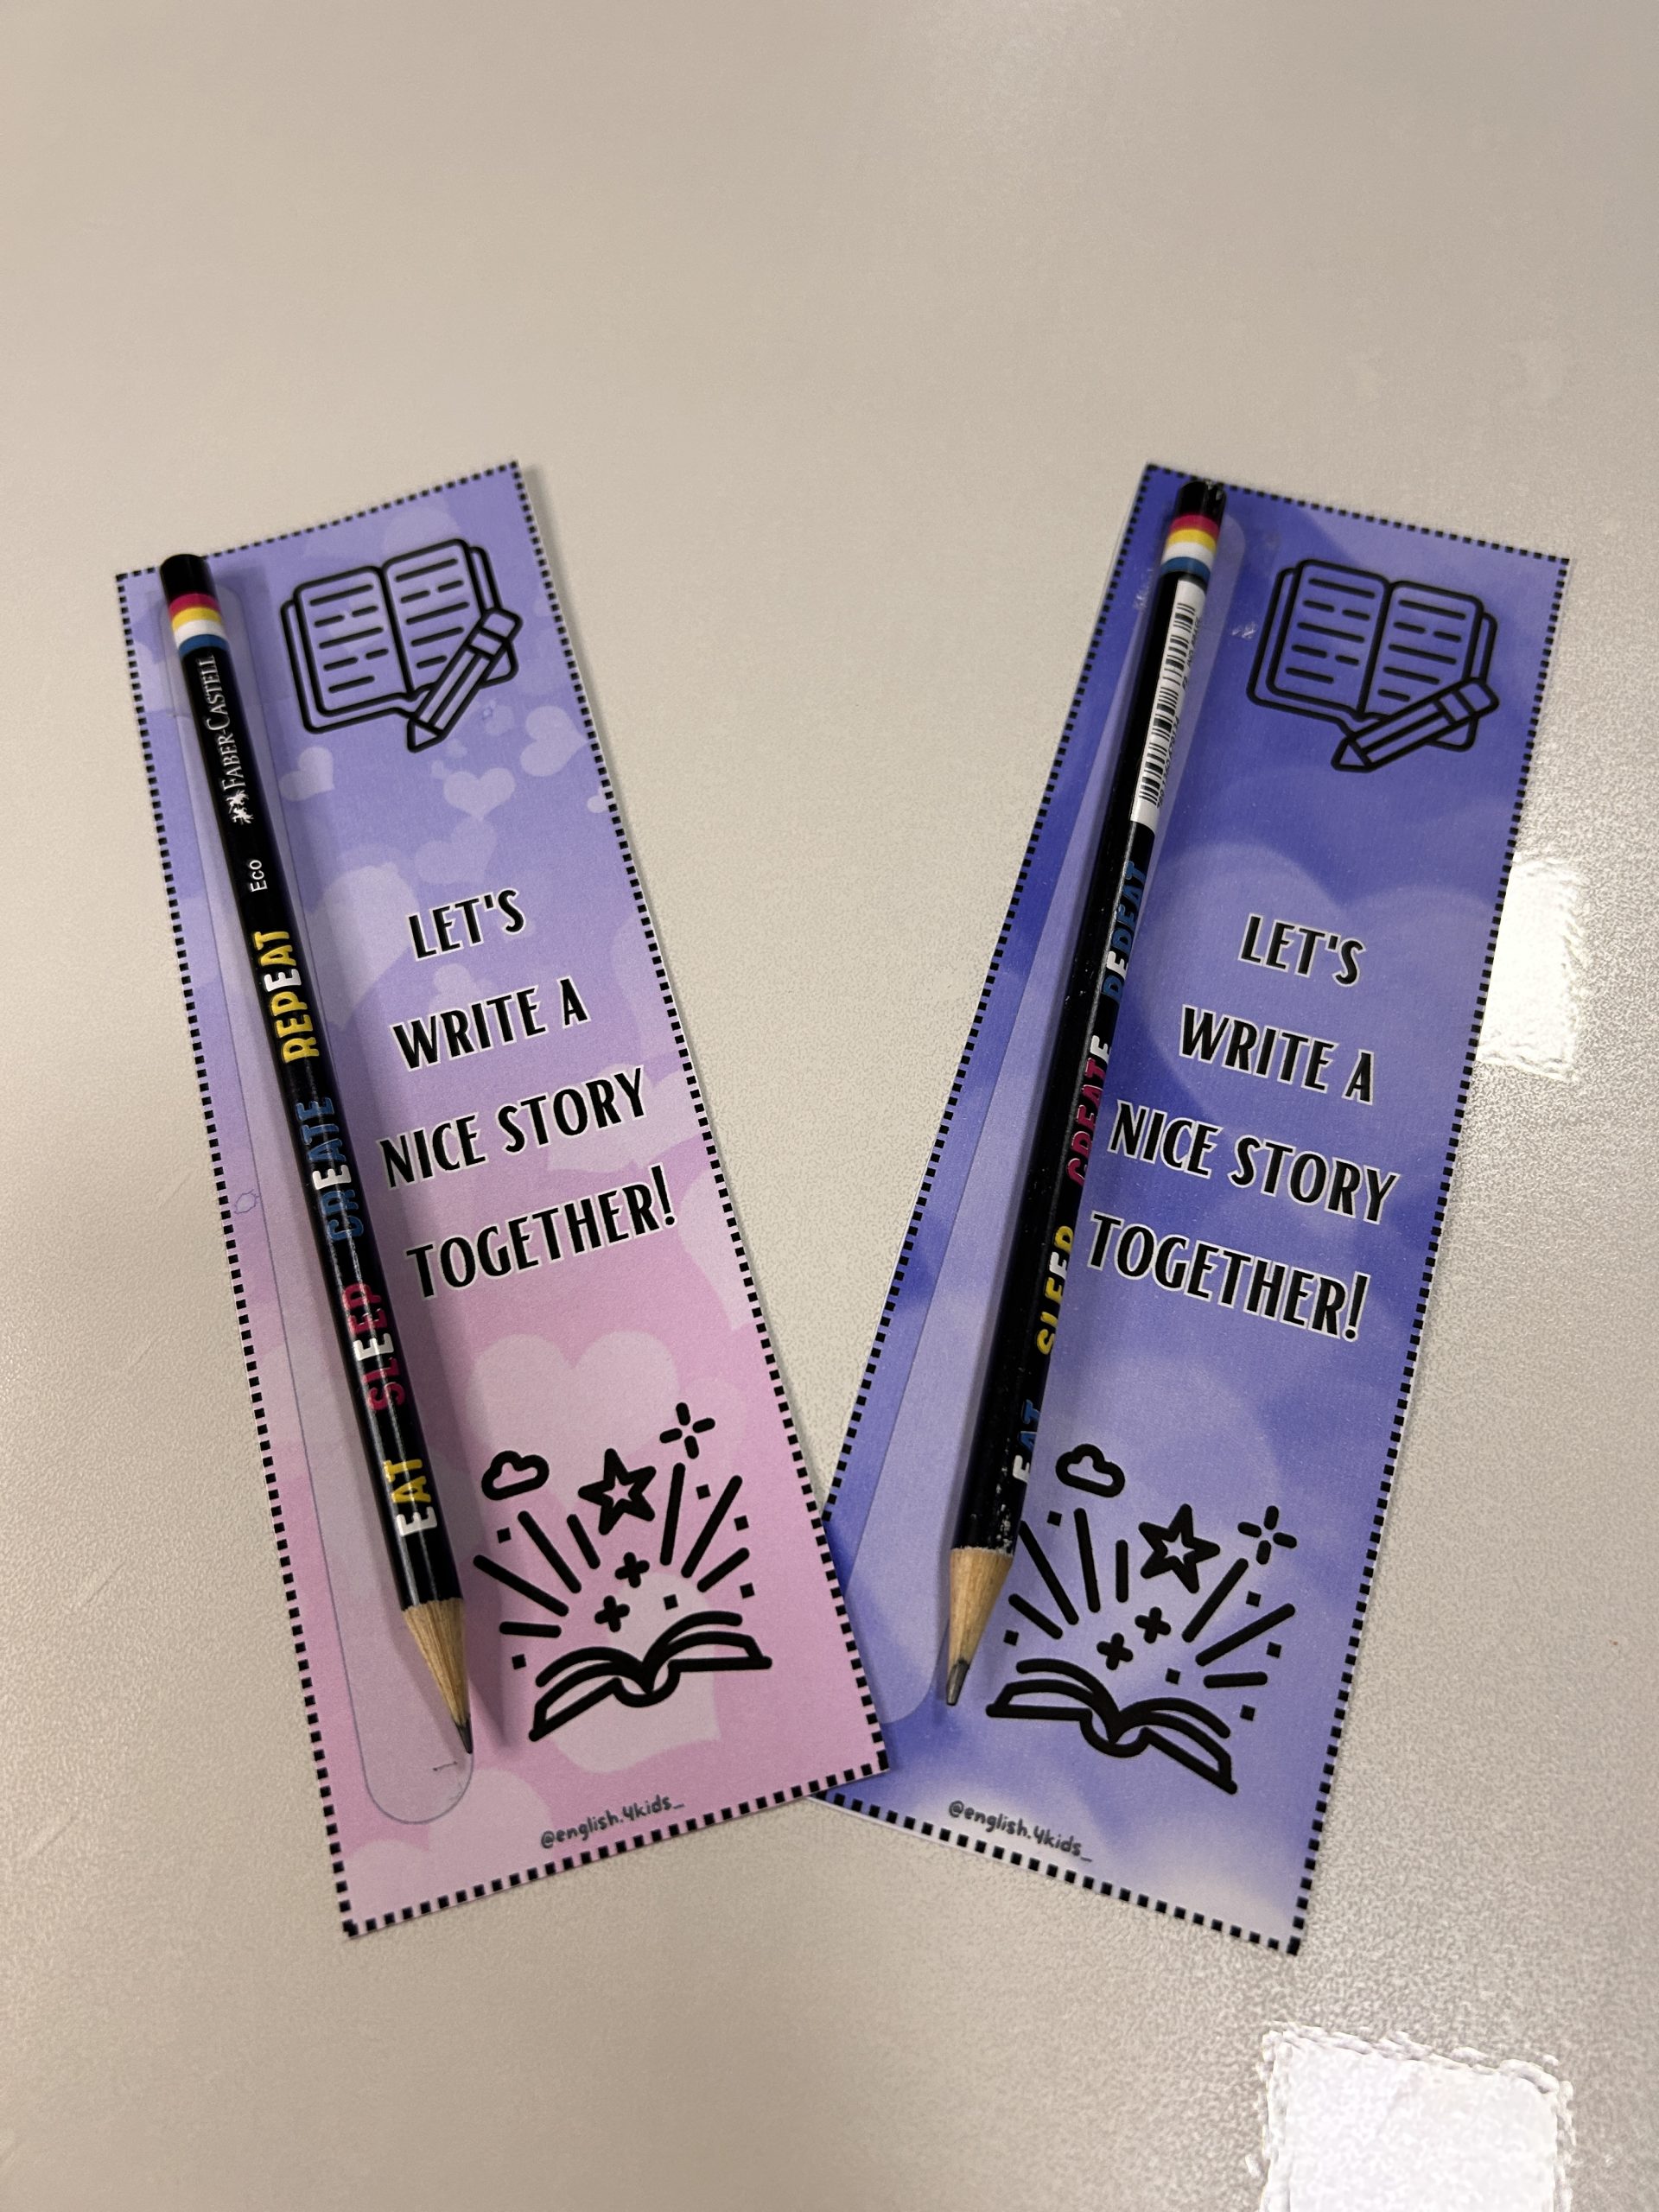 FABER-CASTELL
Eco
EAT SLEEP CREATE REPEAT
LET'S
WRITE A
NICE STORY
TOGETHER!
@english.4kids_
EAT SLEEP CREATE REPEAT
LET'S
WRITE A
NICE STORY
TOGETHER!
@english.4kids_